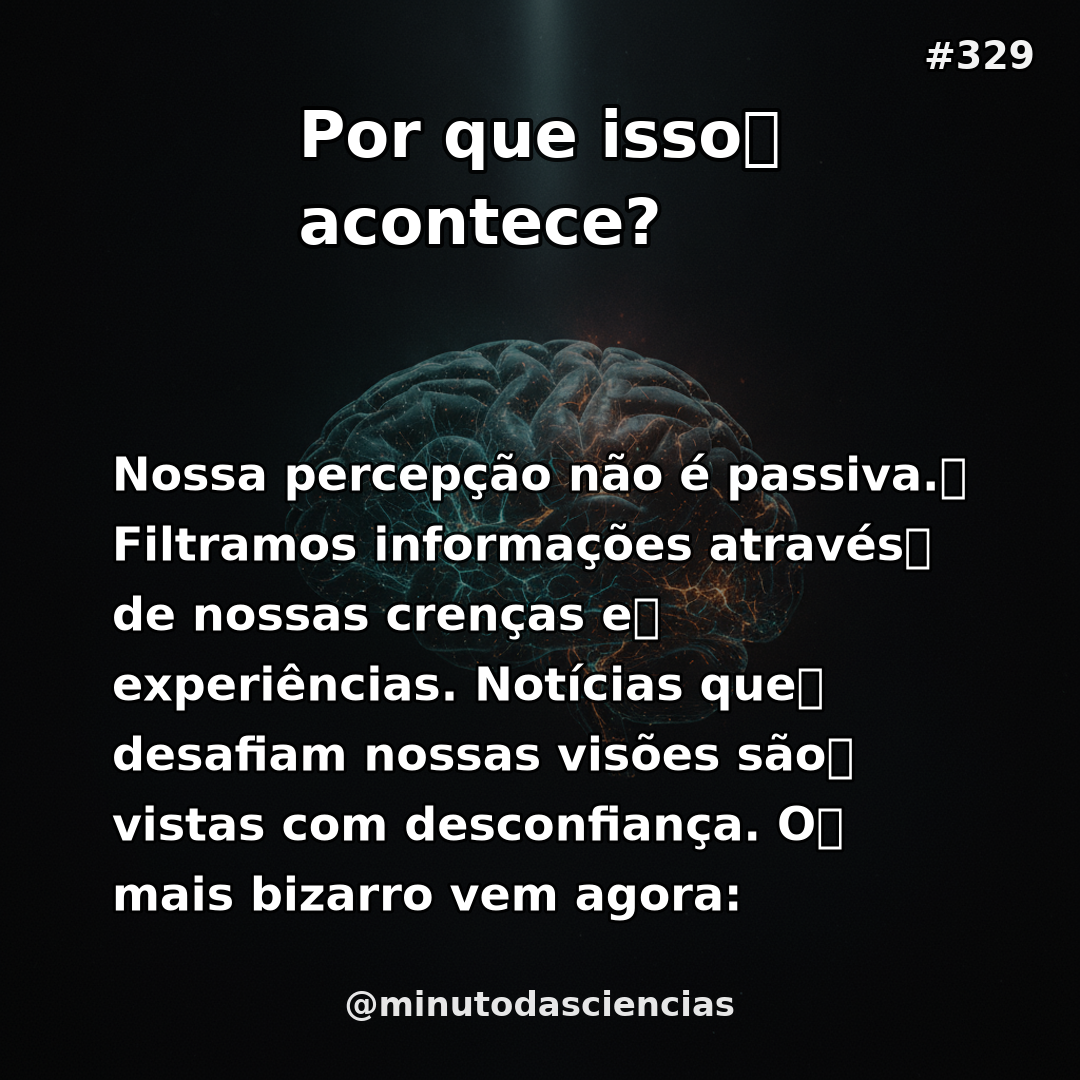 #329
Por que isso
acontece?
Nossa percepção não é passiva.
Filtramos informações através
de nossas crenças e
experiências. Notícias que
desafiam nossas visões são
vistas com desconfiança. O
mais bizarro vem agora:
@minutodasciencias